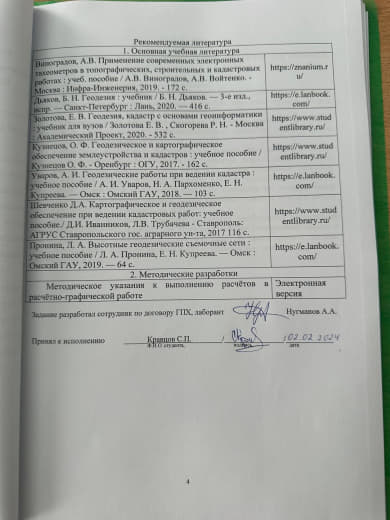 Рекомендуемая литература
1. Основная учебная литература
Виноградов, А.В. Применение современных электронных
тахеометров в топографических, строительных и кадастровых
работах : учеб. пособие / А.В. Виноградов, А.В. Войтенко. -
Москва : Инфра-Инженерия, 2019. - 172 с.
https://znanium.r
u/
Дьяков, Б. Н. Геодезия : учебник / Б. Н. Дьяков. — 3-е изд.,
испр. — Санкт-Петербург : Лань, 2020. — 416 с.
https://e.lanbook.
com/
Золотова, Е. В. Геодезия, кадастр с основами геоинформатики
: учебник для вузов / Золотова Е. В. , Скогорева Р. Н. - Москва
: Академический Проект, 2020. - 532 с.
https://www.stud
entlibrary.ru/
Кузнецов, О. Ф. Геодезическое и картографическое
обеспечение землеустройства и кадастров : учебное пособие /
Кузнецов О. Ф. - Оренбург : ОГУ, 2017. - 162 с.
https://www.stud
entlibrary.ru/
Уваров, А. И. Геодезические работы при ведении кадастра :
учебное пособие / А. И. Уваров, Н. А. Пархоменко, Е. Н.
Купреева. — Омск : Омский ГАУ, 2018. — 103 с.
https://e.lanbook.
com/
Шевченко Д.А. Картографическое и геодезическое
обеспечение при ведении кадастровых работ: учебное
пособие./ Д.И. Иванников, Л.В. Трубачева - Ставрополь:
АГРУС Ставропольского гос. аграрного ун-та, 2017 116 с.
https://www.stud
entlibrary.ru/
Пронина, Л. А. Высотные геодезические съемочные сети :
учебное пособие / Л. А. Пронина, Е. Н. Купреева. — Омск :
Омский ГАУ, 2019. — 64 с.
https://e.lanbook.
com/
2. Методические разработки
Методические указания к выполнению расчётов в
расчётно-графической работе
Электронная
версия
Задание разработал сотрудник по договору ГПХ, лаборант Нугманов А.А.
Принял к исполнению Кравцов С.П. / / 02.02.2024
Ф.И.О студента, подпись дата
4